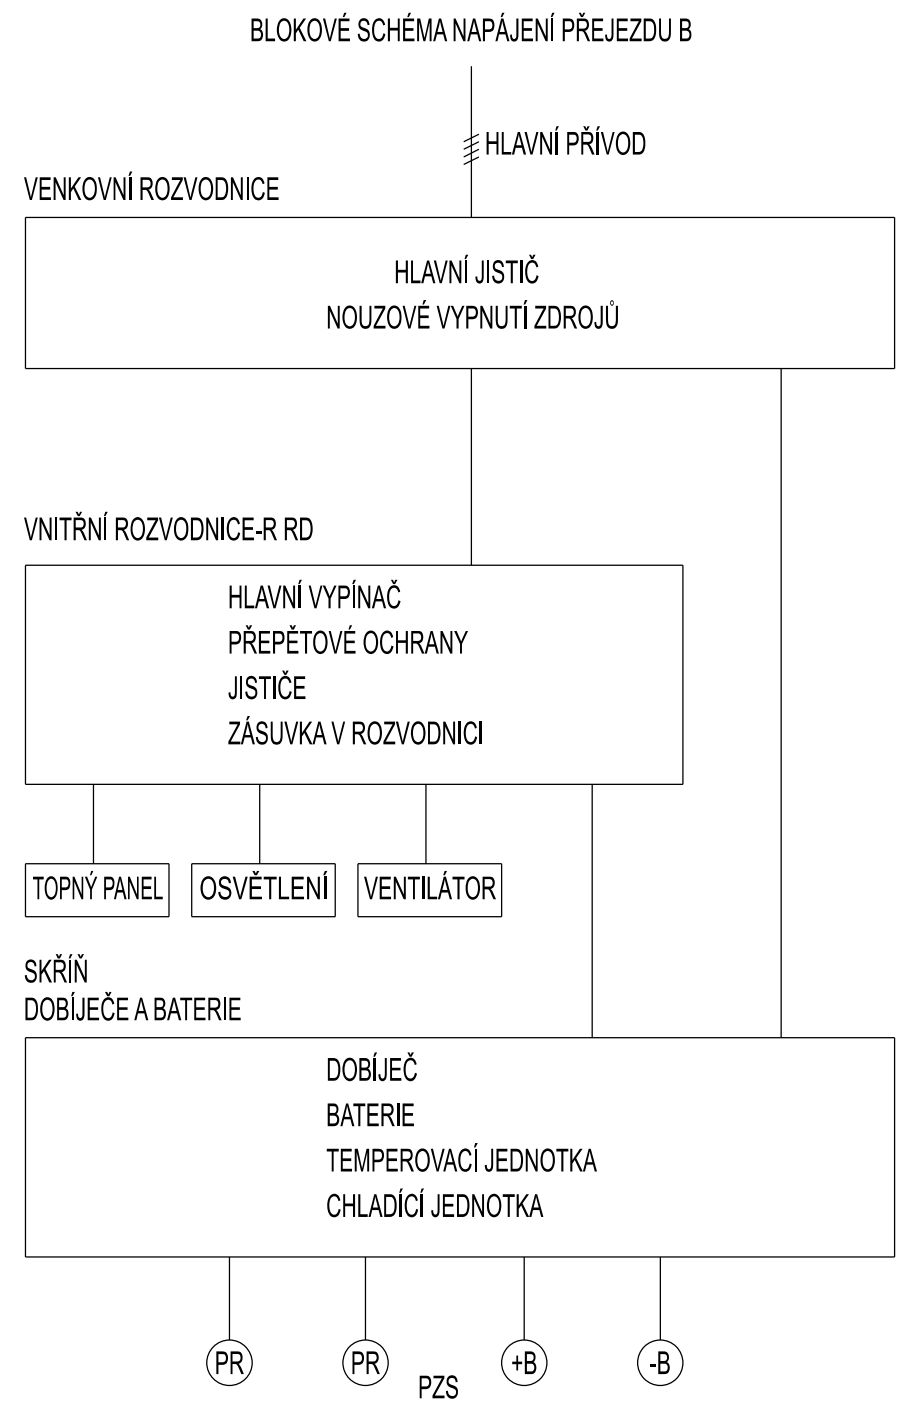 BLOKOVÉ SCHÉMA NAPÁJENÍ PŘEJEZDU B
HLAVNÍ PŘÍVOD
VENKOVNÍ ROZVODNICE
HLAVNÍ JISTIČ
NOUZOVÉ VYPNUTÍ ZDROJŮ
VNITŘNÍ ROZVODNICE-R RD
HLAVNÍ VYPÍNAČ
PŘEPĚTOVÉ OCHRANY
JISTIČE
ZÁSUVKA V ROZVODNICI
TOPNÝ PANEL
OSVĚTLENÍ
VENTILÁTOR
SKŘÍŇ
DOBÍJEČE A BATERIE
DOBÍJEČ
BATERIE
TEMPEROVACÍ JEDNOTKA
CHLADÍCÍ JEDNOTKA
PR
PR
+B
-B
PZS